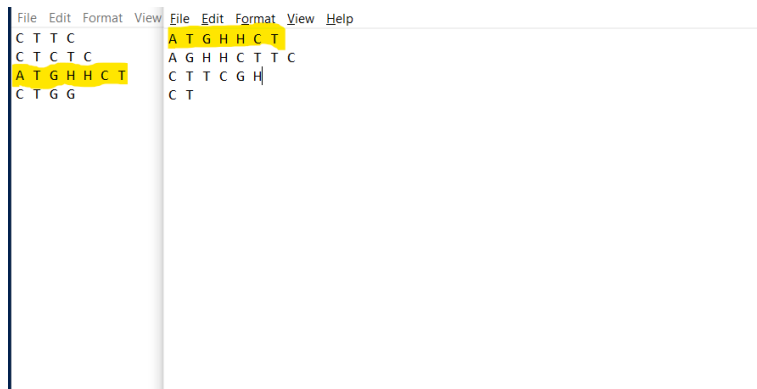 File Edit Format View
C T T C
C T C T C
A T G H H C T
C T G G
File Edit Format View Help
A T G H H C T
A G H H C T T C
C T T C G H
C T